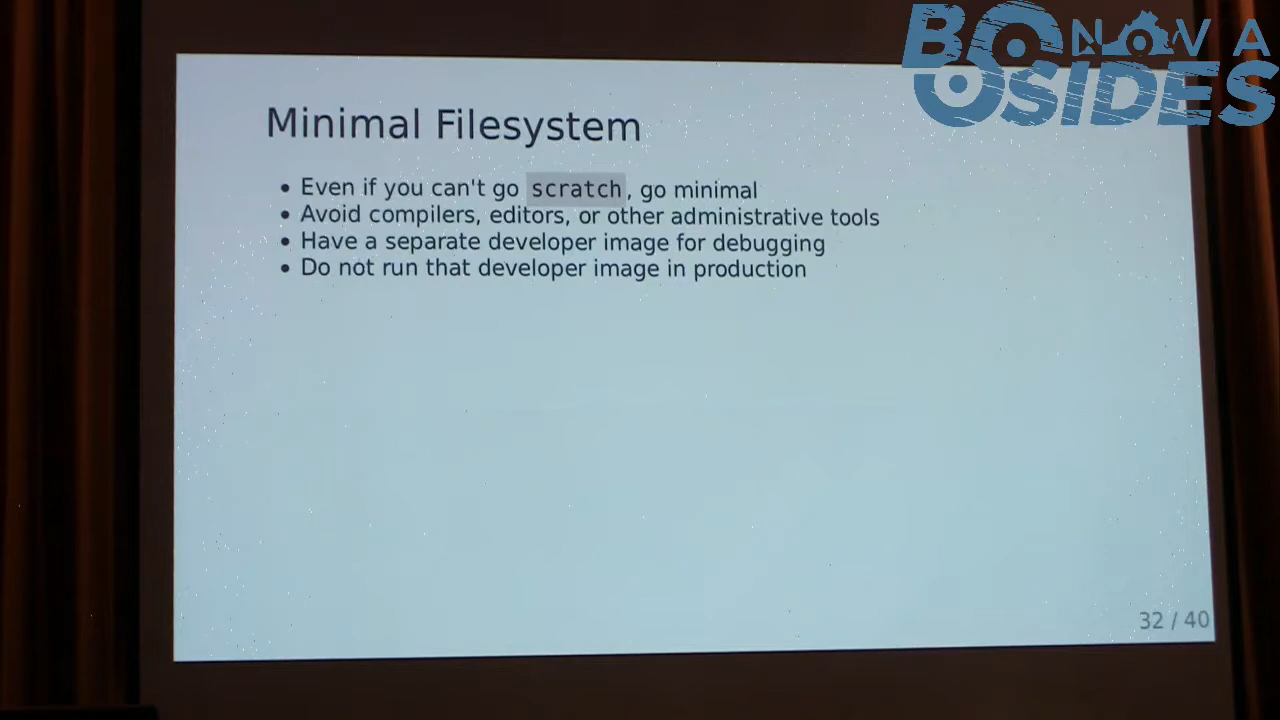 BSIDES
NOVA
Minimal Filesystem
• Even if you can't go scratch, go minimal
• Avoid compilers, editors, or other administrative tools
• Have a separate developer image for debugging
• Do not run that developer image in production
32 / 40